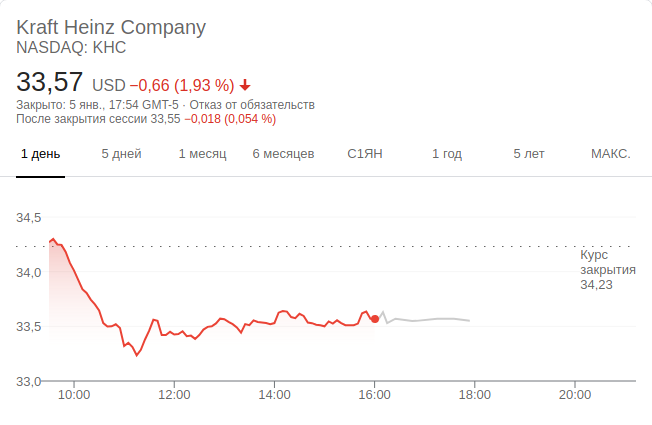 Kraft Heinz Company
NASDAQ: KHC
33,57 USD −0,66 (1,93 %)
Закрыто: 5 янв., 17:54 GMT-5 · Отказ от обязательств
После закрытия сессии 33,55 −0,018 (0,054 %)
1 день 5 дней 1 месяц 6 месяцев С1ЯН 1 год 5 лет МАКС.
34,5
Курс
закрытия
34,23
34,0
33,5
33,0
10:00 12:00 14:00 16:00 18:00 20:00